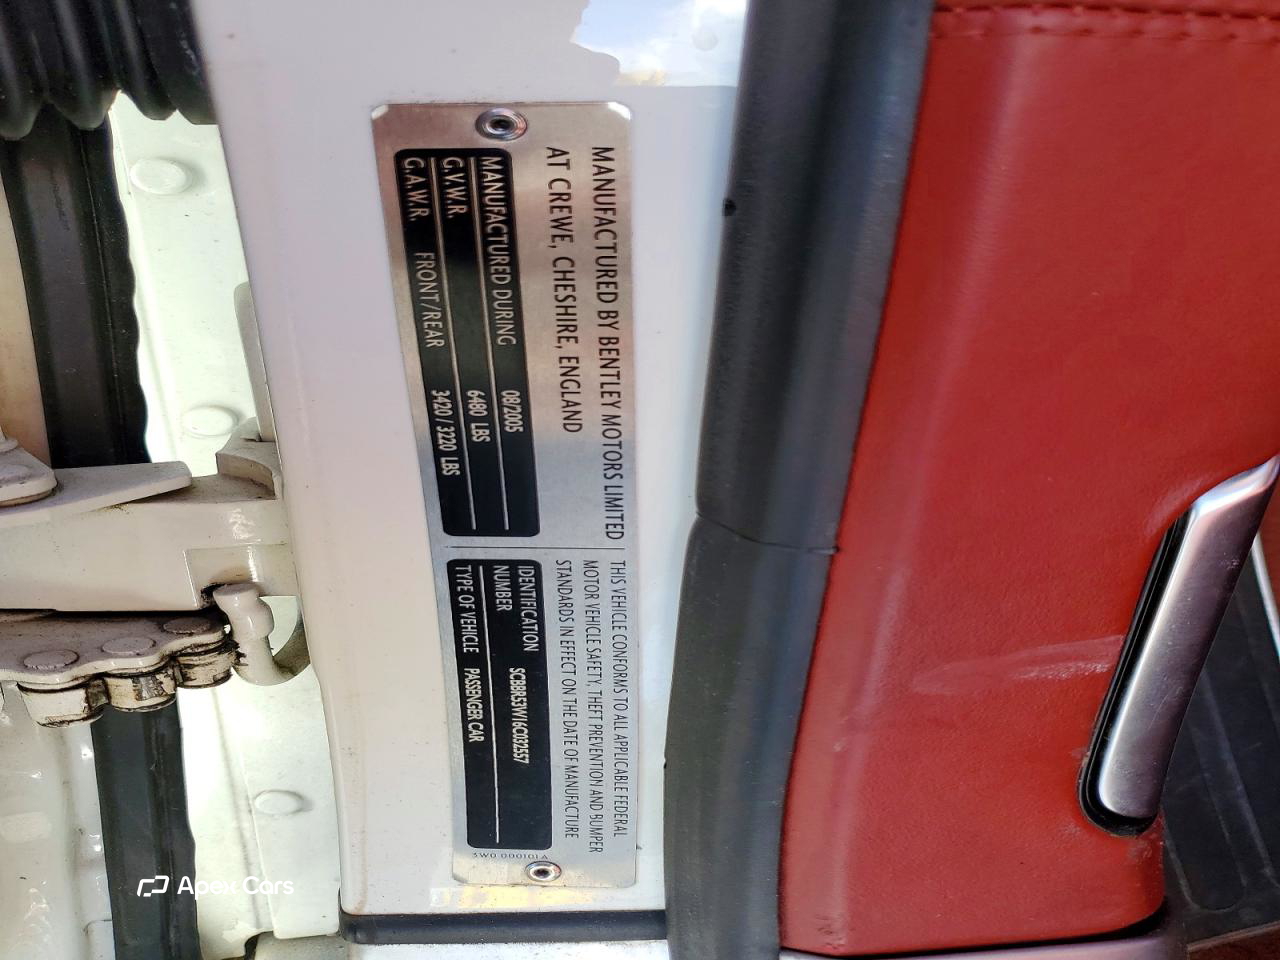 MANUFACTURED BY BENTLEY MOTORS LIMITED
AT CREWE, CHESHIRE, ENGLAND
MANUFACTURED DURING 08/2005
G.V.W.R. 6480 LBS
G.A.W.R. FRONT/REAR 3420 / 3220 LBS
THIS VEHICLE CONFORMS TO ALL APPLICABLE FEDERAL
MOTOR VEHICLE SAFETY, THEFT PREVENTION AND BUMPER
STANDARDS IN EFFECT ON THE DATE OF MANUFACTURE
IDENTIFICATION
NUMBER SCBBR53W16C032557
TYPE OF VEHICLE PASSENGER CAR
3W0 000101A
Apex Cars